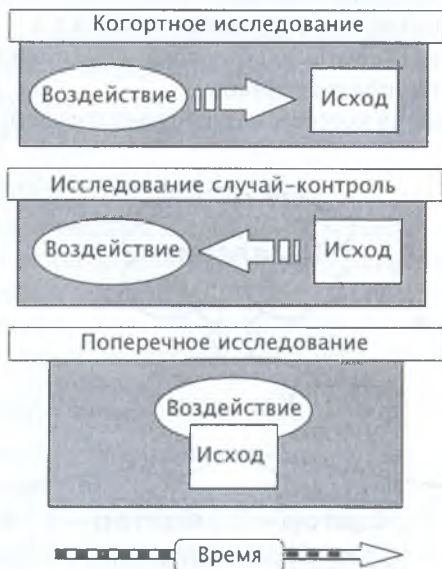 Когортное исследование
Воздействие
Исход
Исследование случай-контроль
Воздействие
Исход
Поперечное исследование
Воздействие
Исход
Время